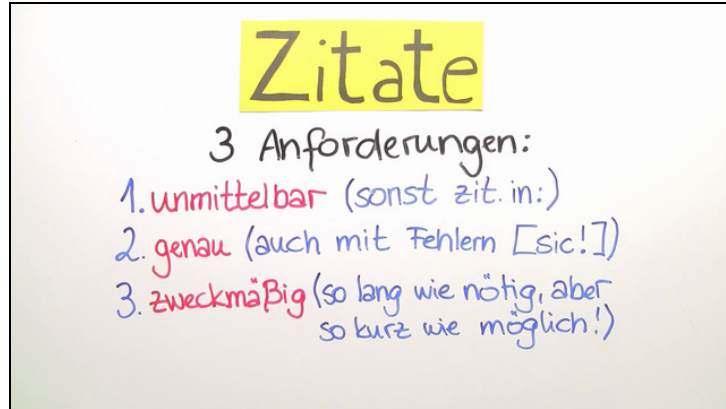 Zitate
3 Anforderungen:
1. unmittelbar (sonst zit. in:)
2. genau (auch mit Fehlern [sic!])
3. zweckmäßig (so lang wie nötig, aber
so kurz wie möglich!)